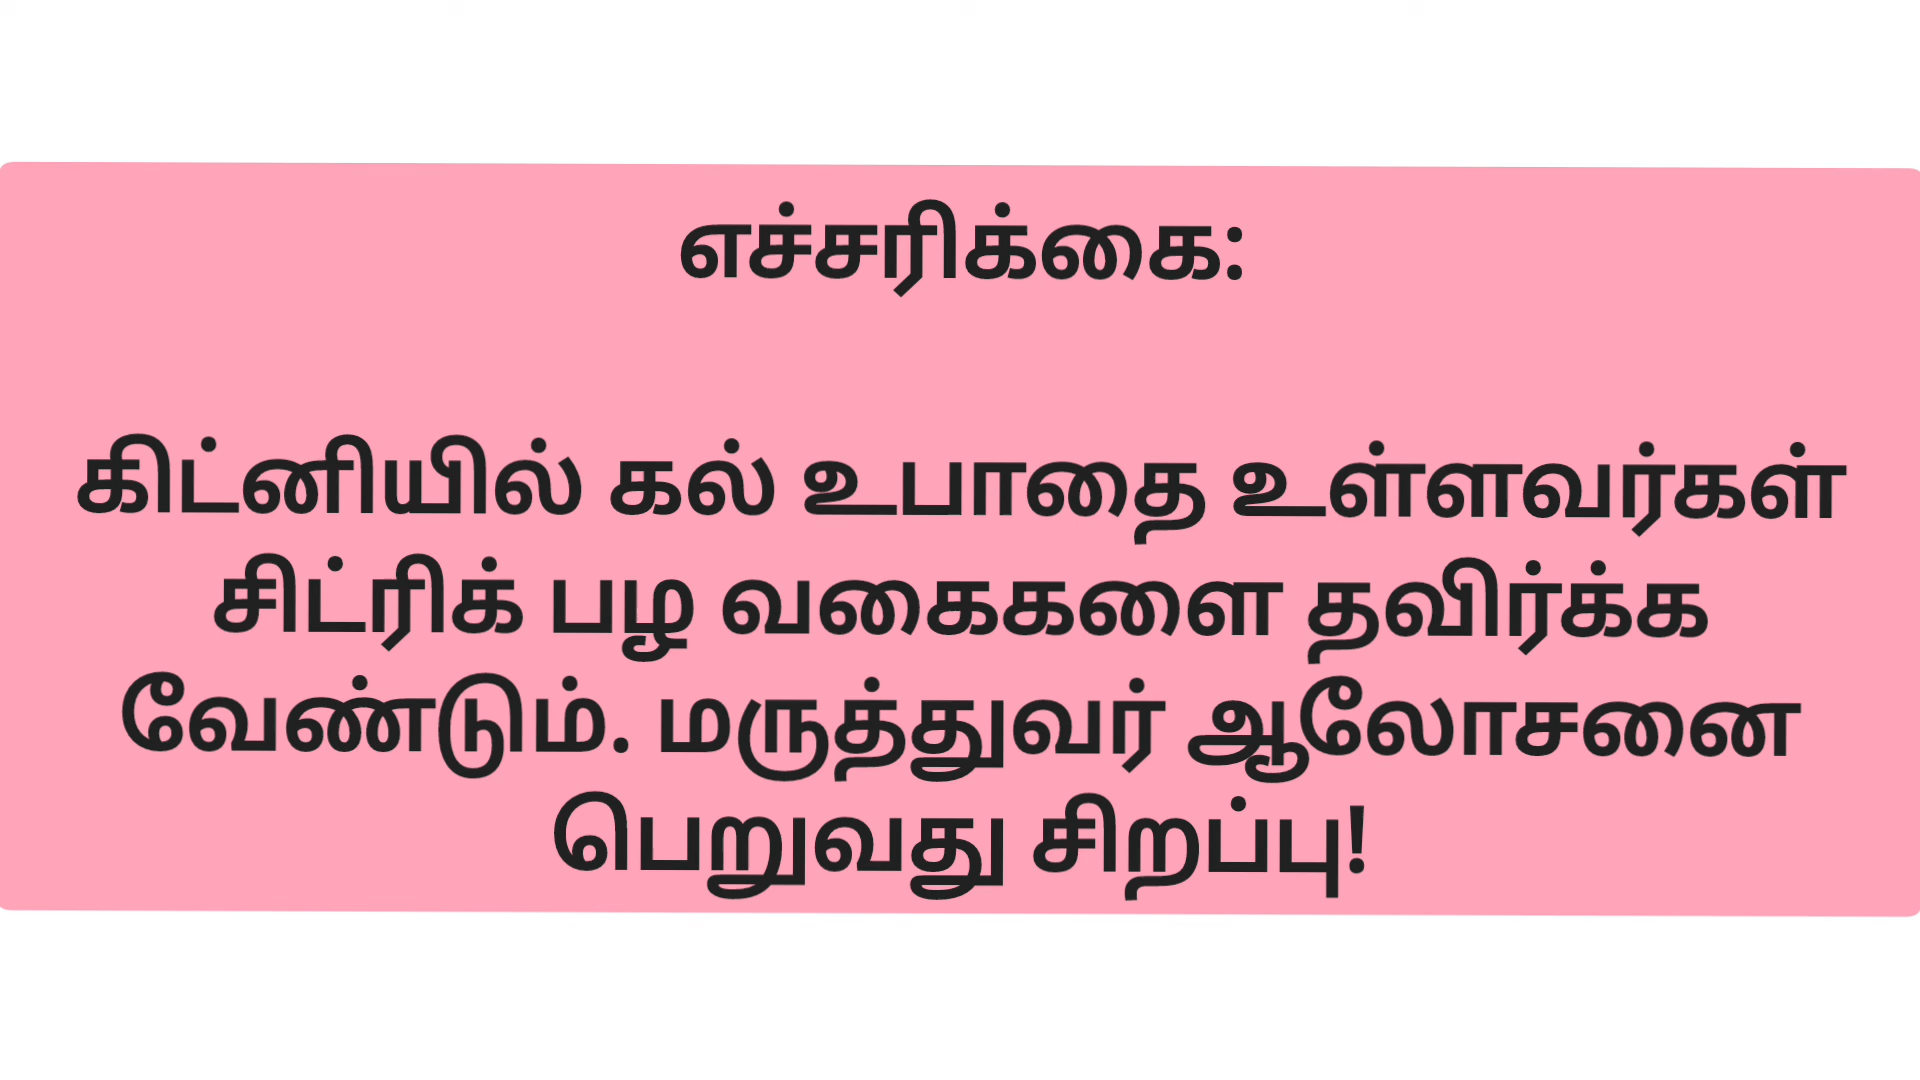 எச்சரிக்கை:
கிட்னியில் கல் உபாதை உள்ளவர்கள்
சிட்ரிக் பழ வகைகளை தவிர்க்க
வேண்டும். மருத்துவர் ஆலோசனை
பெறுவது சிறப்பு!